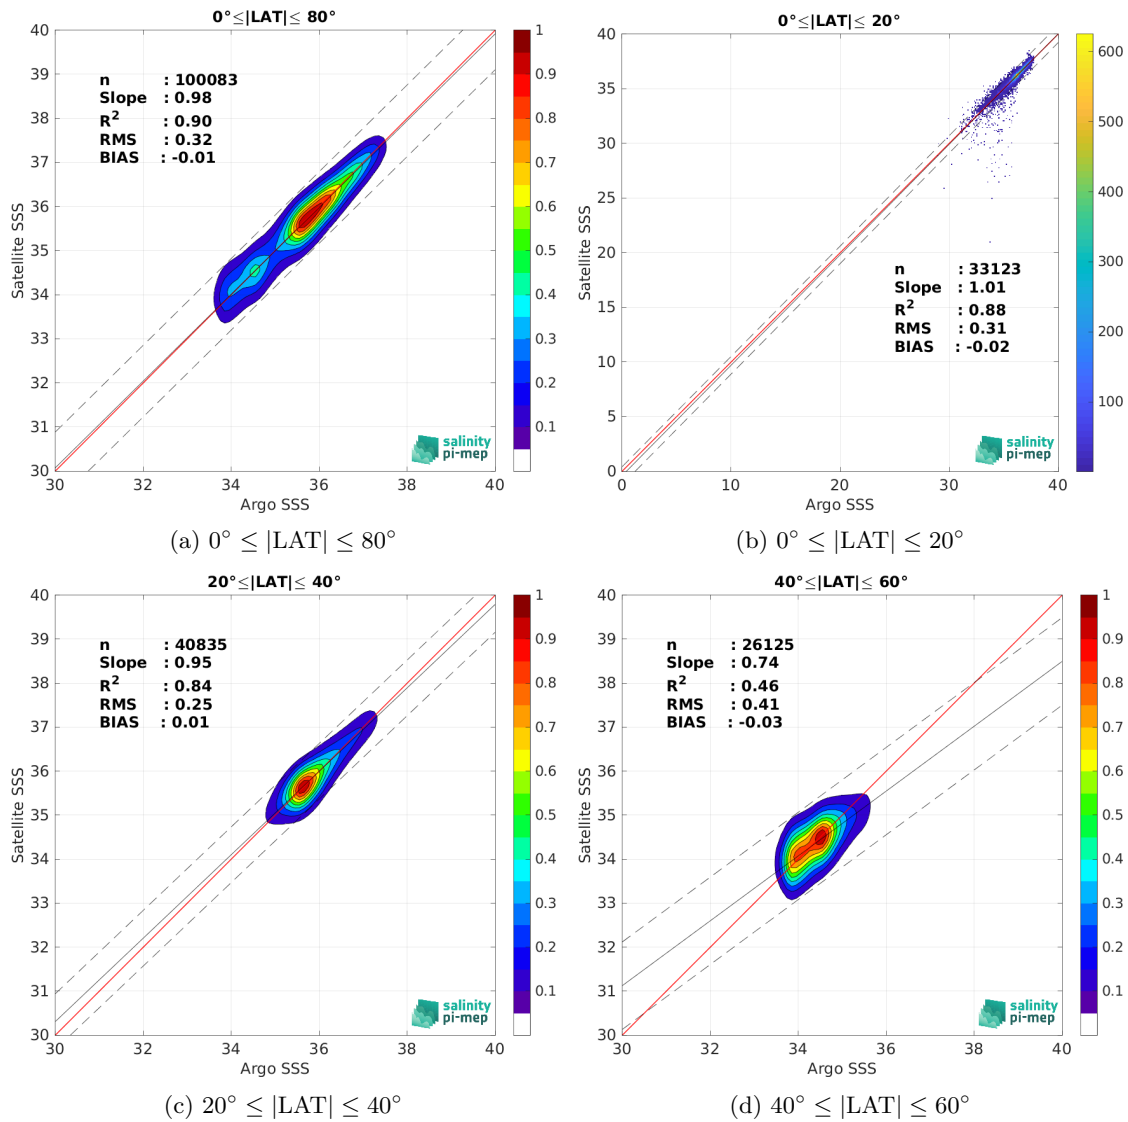 0°≤|LAT|≤ 80°
n : 100083
Slope : 0.98
R2 : 0.90
RMS : 0.32
BIAS : -0.01
Satellite SSS
40
39
38
37
36
35
34
33
32
31
30
30 32 34 36 38 40
Argo SSS
1
0.9
0.8
0.7
0.6
0.5
0.4
0.3
0.2
0.1
salinity
pi-mep
(a) 0° ≤ |LAT| ≤ 80°
0°≤|LAT|≤ 20°
n : 33123
Slope : 1.01
R2 : 0.88
RMS : 0.31
BIAS : -0.02
Satellite SSS
40
35
30
25
20
15
10
5
0
0 10 20 30 40
Argo SSS
600
500
400
300
200
100
salinity
pi-mep
(b) 0° ≤ |LAT| ≤ 20°
20°≤|LAT|≤ 40°
n : 40835
Slope : 0.95
R2 : 0.84
RMS : 0.25
BIAS : 0.01
Satellite SSS
40
39
38
37
36
35
34
33
32
31
30
30 32 34 36 38 40
Argo SSS
1
0.9
0.8
0.7
0.6
0.5
0.4
0.3
0.2
0.1
salinity
pi-mep
(c) 20° ≤ |LAT| ≤ 40°
40°≤|LAT|≤ 60°
n : 26125
Slope : 0.74
R2 : 0.46
RMS : 0.41
BIAS : -0.03
Satellite SSS
40
39
38
37
36
35
34
33
32
31
30
30 32 34 36 38 40
Argo SSS
1
0.9
0.8
0.7
0.6
0.5
0.4
0.3
0.2
0.1
salinity
pi-mep
(d) 40° ≤ |LAT| ≤ 60°